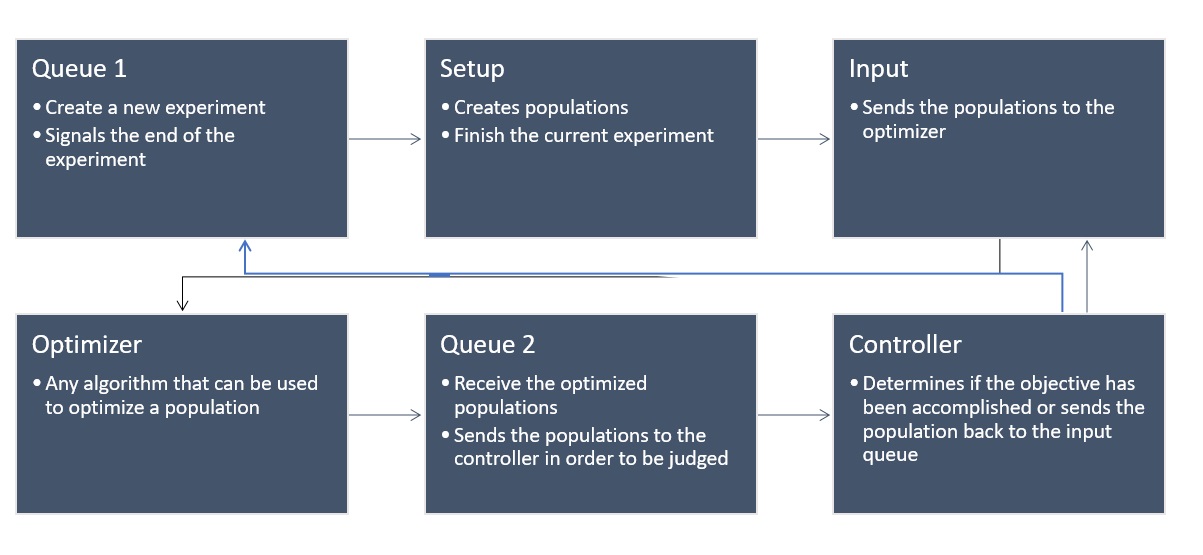 Queue 1
• Create a new experiment
• Signals the end of the
experiment
Setup
• Creates populations
• Finish the current experiment
Input
• Sends the populations to the
optimizer
Optimizer
• Any algorithm that can be used
to optimize a population
Queue 2
• Receive the optimized
populations
• Sends the populations to the
controller in order to be judged
Controller
• Determines if the objective has
been accomplished or sends the
population back to the input
queue